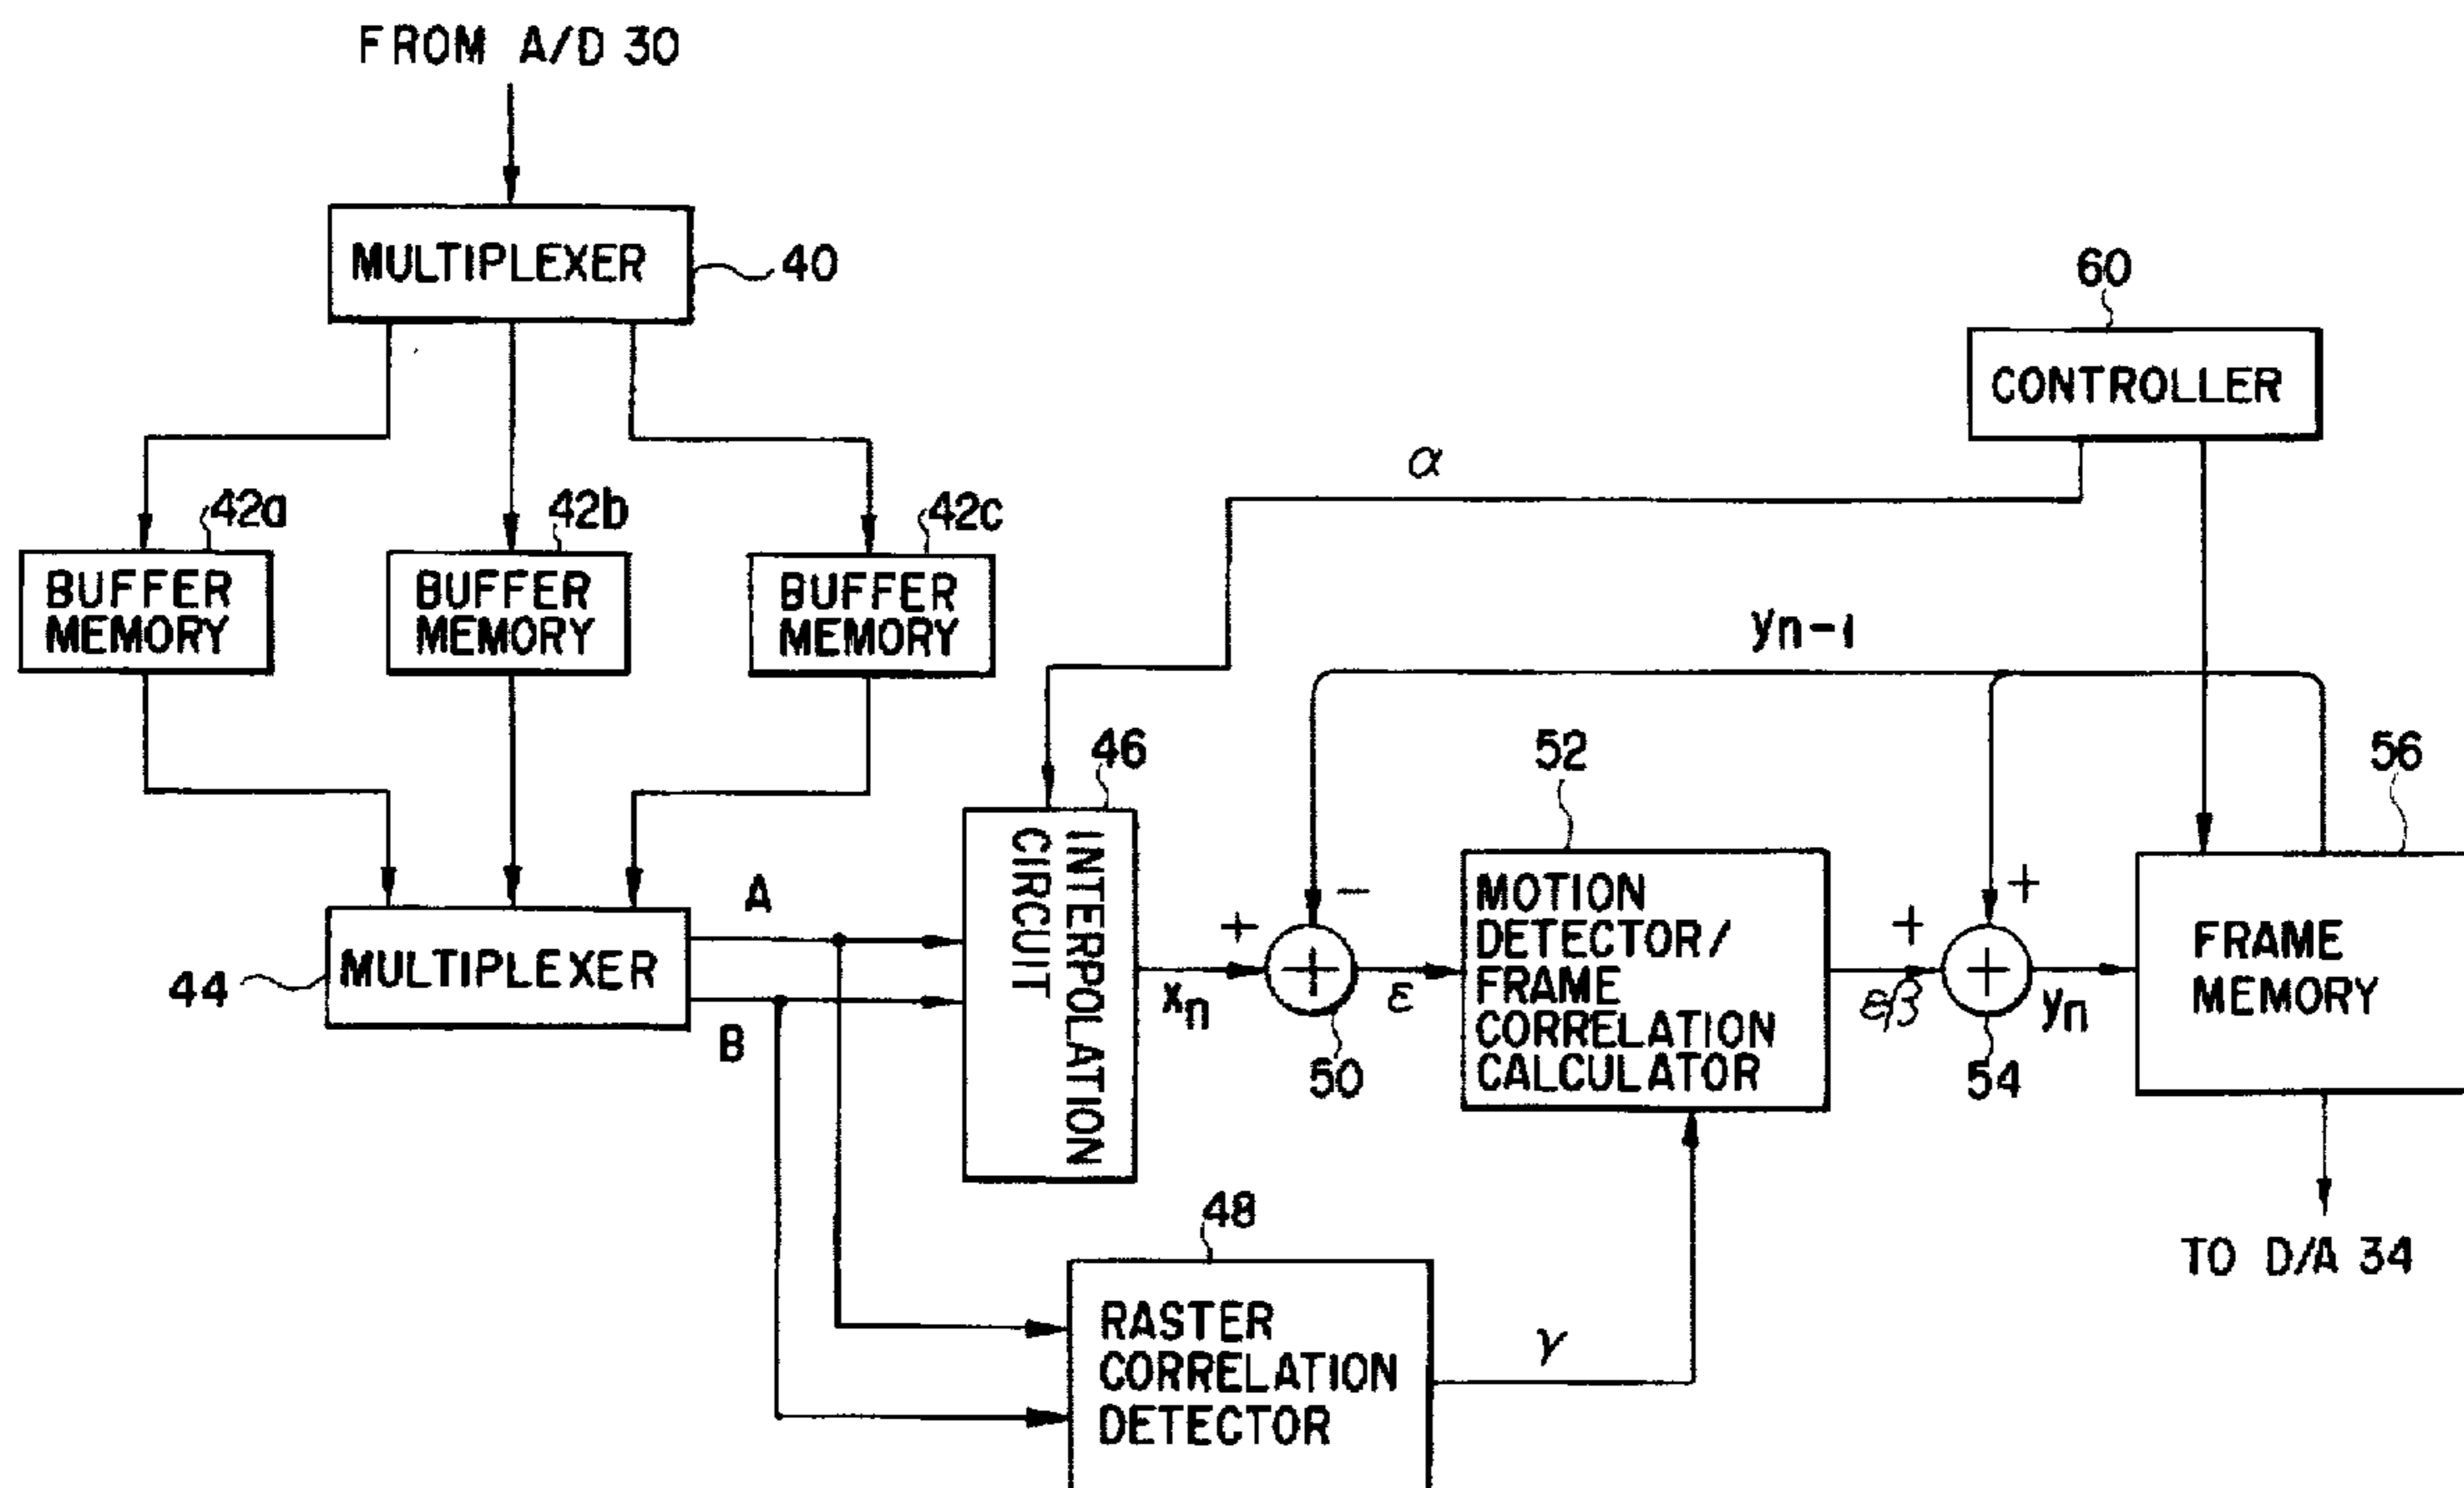 FROM A/D 30
MULTIPLEXER
40
60
CONTROLLER
α
42a
42b
42c
BUFFER
MEMORY
BUFFER
MEMORY
BUFFER
MEMORY
yn-1
46
52
56
INTERPOLATION
CIRCUIT
A
B
44
MULTIPLEXER
+
−
+
xn
50
ε
MOTION
DETECTOR/
FRAME
CORRELATION
CALCULATOR
+
+
εβ
+
54
yn
FRAME
MEMORY
48
RASTER
CORRELATION
DETECTOR
γ
TO D/A 34